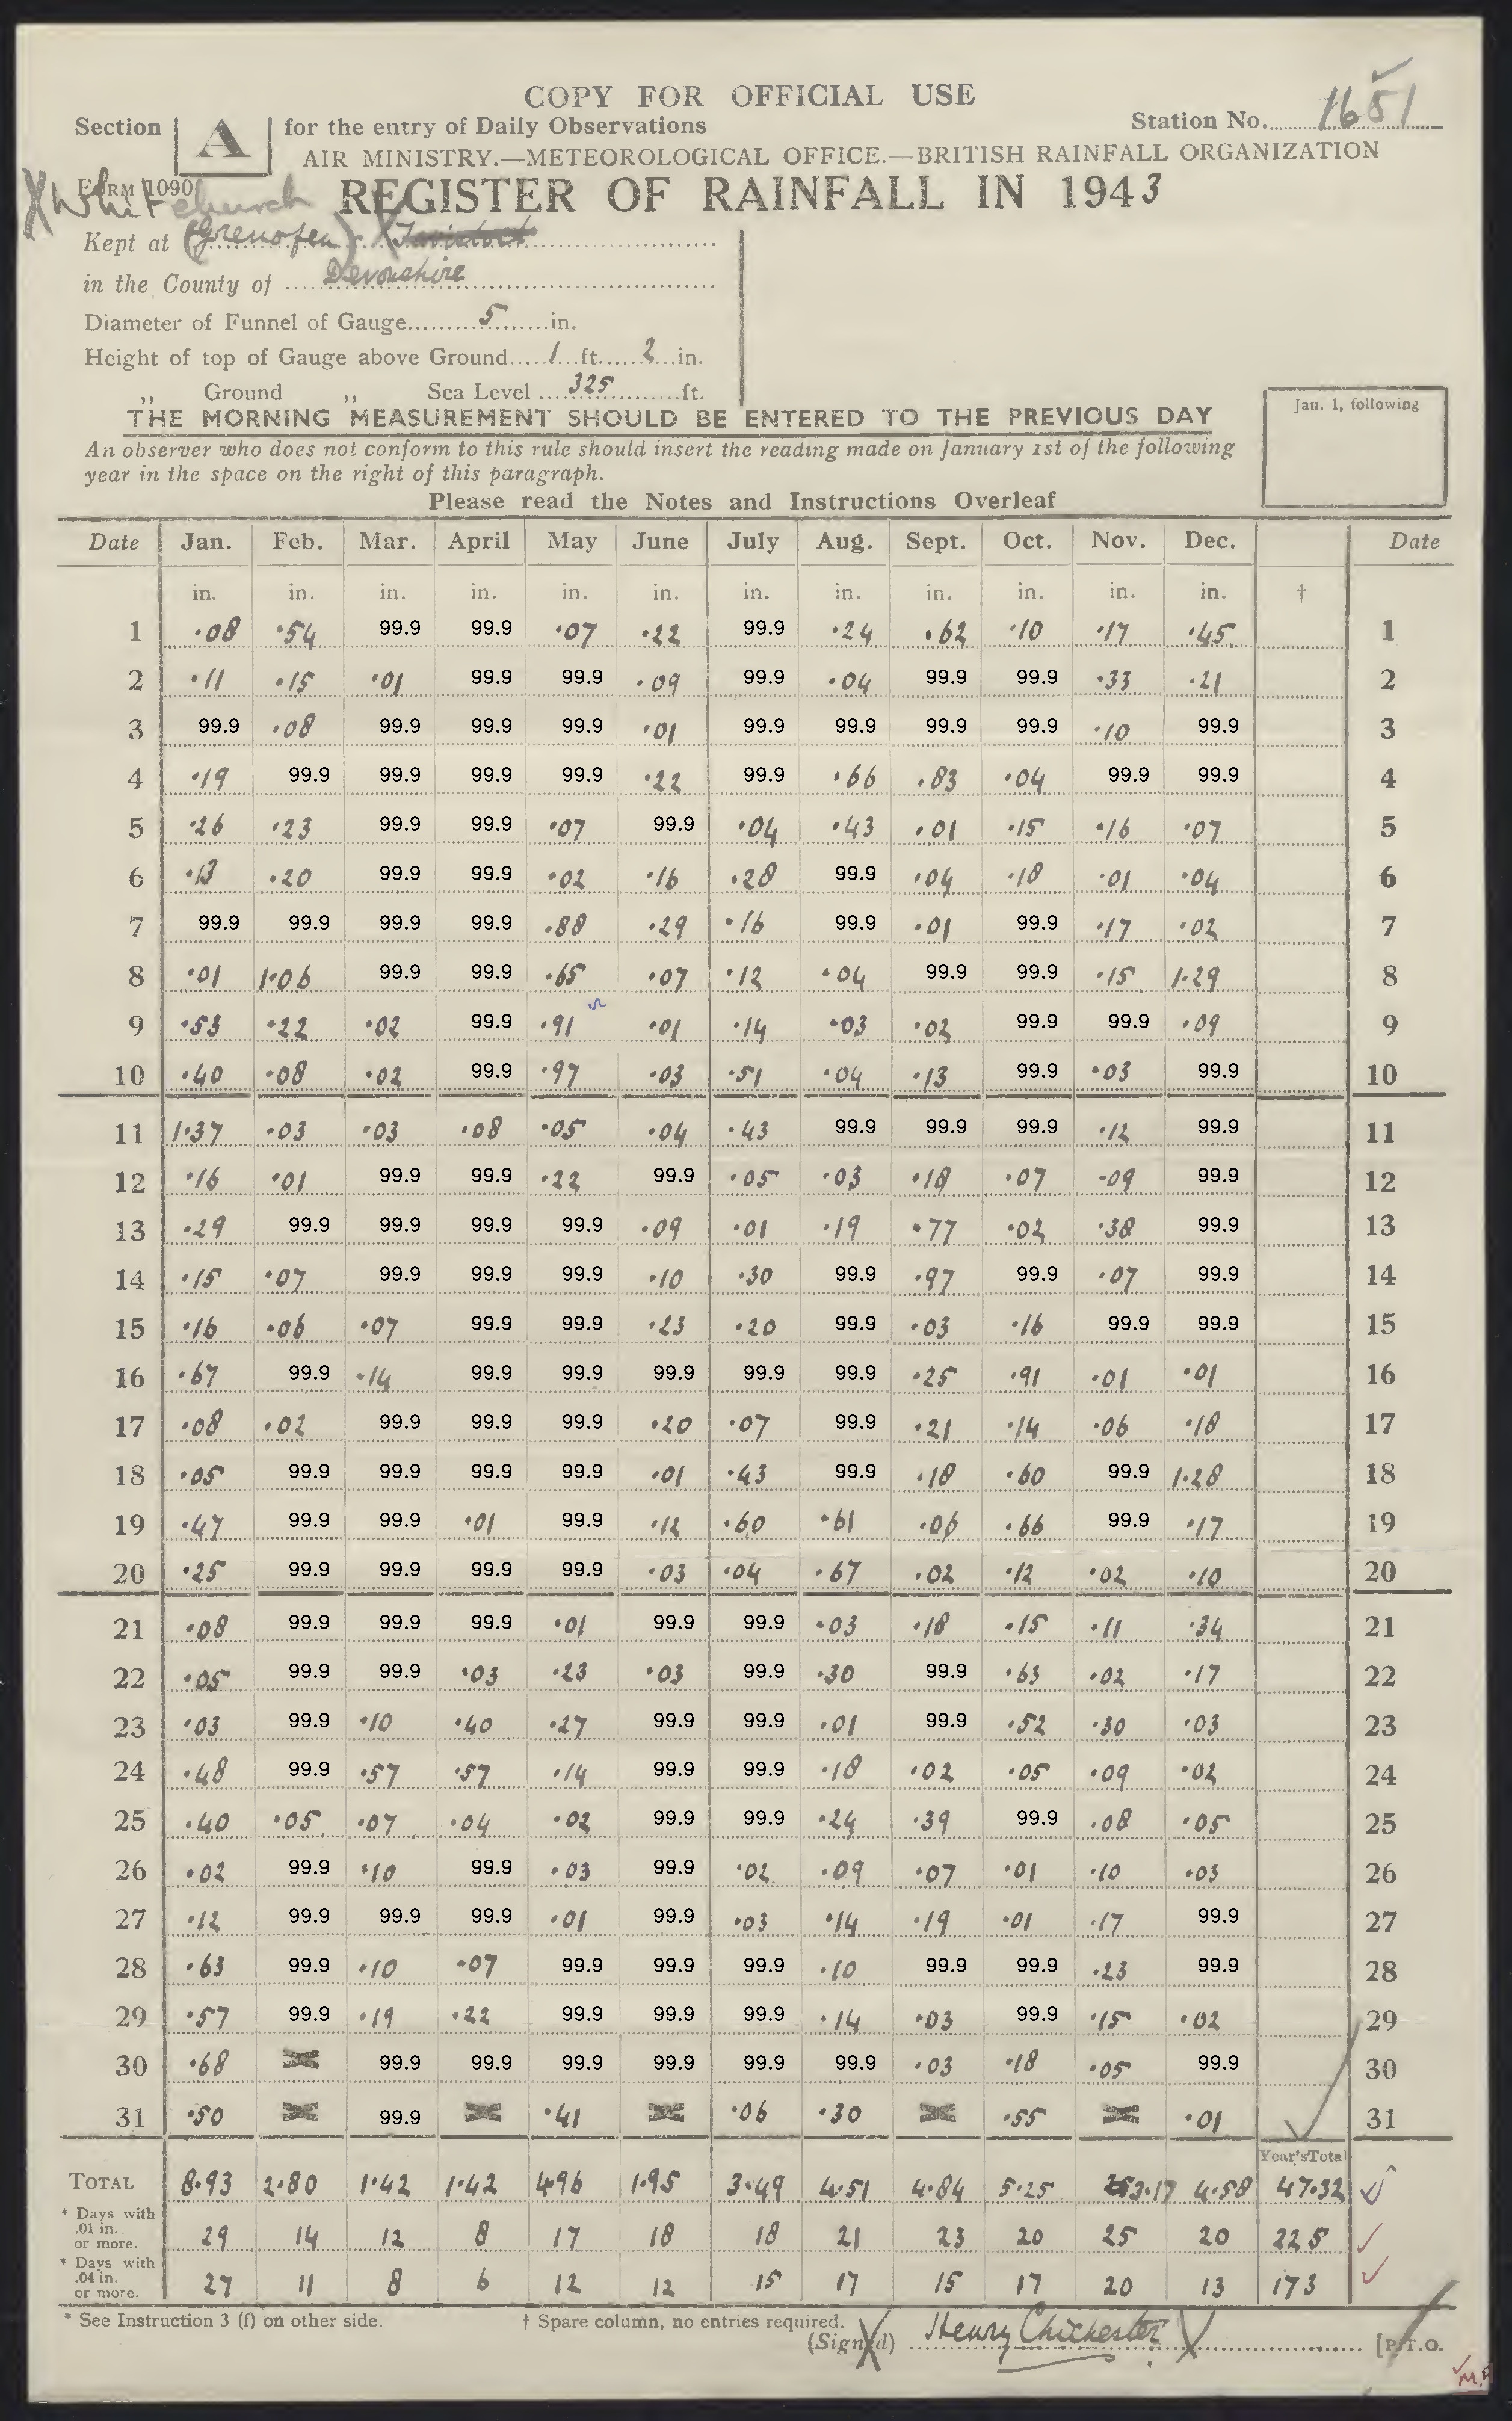 COPY FOR OFFICIAL USE
Station No. 1651
Section A for the entry of Daily Observations
AIR MINISTRY.—METEOROLOGICAL OFFICE.—BRITISH RAINFALL ORGANIZATION
FORM 1090
Whitchurch
REGISTER OF RAINFALL IN 1943
Kept at (Grenofen) Tavistock
in the County of Devonshire
Diameter of Funnel of Gauge 5 in.
Height of top of Gauge above Ground 1 ft. 2 in.
,, Ground ,, Sea Level 325 ft.
THE MORNING MEASUREMENT SHOULD BE ENTERED TO THE PREVIOUS DAY
Jan. 1, following
An observer who does not conform to this rule should insert the reading made on January 1st of the following
year in the space on the right of this paragraph.
Please read the Notes and Instructions Overleaf
Date Jan. Feb. Mar. April May June July Aug. Sept. Oct. Nov. Dec. Date
in. in. in. in. in. in. in. in. in. in. in. in. †
1 .08 .54 99.9 99.9 .07 .22 99.9 .24 .62 .10 .17 .45 1
2 .11 .15 .01 99.9 99.9 .09 99.9 .04 99.9 99.9 .33 .21 2
3 99.9 .08 99.9 99.9 99.9 .01 99.9 99.9 99.9 99.9 .10 99.9 3
4 .19 99.9 99.9 99.9 99.9 .22 99.9 .66 .83 .04 99.9 99.9 4
5 .26 .23 99.9 99.9 .07 99.9 .04 .43 .01 .15 .16 .07 5
6 .13 .20 99.9 99.9 .02 .16 .28 99.9 .04 .18 .01 .04 6
7 99.9 99.9 99.9 99.9 .88 .29 .16 99.9 .01 99.9 .17 .02 7
8 .01 1.06 99.9 99.9 .65 .07 .12 .04 99.9 99.9 .15 1.29 8
9 .53 .22 .02 99.9 .91 .01 .14 .03 .02 99.9 99.9 .09 9
10 .40 .08 .02 99.9 .97 .03 .51 .04 .13 99.9 .03 99.9 10
11 1.37 .03 .03 .08 .05 .04 .43 99.9 99.9 99.9 .12 99.9 11
12 .16 .01 99.9 99.9 .22 99.9 .05 .03 .18 .07 .09 99.9 12
13 .29 99.9 99.9 99.9 99.9 .09 .01 .19 .77 .02 .38 99.9 13
14 .15 .07 99.9 99.9 99.9 .10 .30 99.9 .97 99.9 .07 99.9 14
15 .16 .06 .07 99.9 99.9 .23 .20 99.9 .03 .16 99.9 99.9 15
16 .67 99.9 .14 99.9 99.9 99.9 99.9 99.9 .25 .91 .01 .01 16
17 .08 .02 99.9 99.9 99.9 .20 .07 99.9 .21 .14 .06 .18 17
18 .05 99.9 99.9 99.9 99.9 .01 .43 99.9 .18 .60 99.9 1.28 18
19 .47 99.9 99.9 .01 99.9 .12 .60 .61 .06 .66 99.9 .17 19
20 .25 99.9 99.9 99.9 99.9 .03 .04 .67 .02 .12 .02 .10 20
21 .08 99.9 99.9 99.9 .01 99.9 99.9 .03 .18 .15 .11 .34 21
22 .05 99.9 99.9 .03 .23 .03 99.9 .30 99.9 .63 .02 .17 22
23 .03 99.9 .10 .40 .27 99.9 99.9 .01 99.9 .52 .30 .03 23
24 .48 99.9 .57 .57 .14 99.9 99.9 .18 .02 .05 .09 .02 24
25 .40 .05 .07 .04 .02 99.9 99.9 .24 .39 99.9 .08 .05 25
26 .02 99.9 .10 99.9 .03 99.9 .02 .09 .07 .01 .10 .03 26
27 .12 99.9 99.9 99.9 .01 99.9 .03 .14 .19 .01 .17 99.9 27
28 .63 99.9 .10 .07 99.9 99.9 99.9 .10 99.9 99.9 .23 99.9 28
29 .57 99.9 .19 .22 99.9 99.9 99.9 .14 .03 99.9 .15 .02 29
30 .68 99.9 99.9 99.9 99.9 99.9 99.9 .03 .18 .05 99.9 30
31 .50 99.9 .41 .06 .30 .55 .01 31
Year's Total
TOTAL 8.93 2.80 1.42 1.42 4.96 1.95 3.49 4.51 4.84 5.25 3.17 4.58 47.32
* Days with .01 in. or more. 29 14 12 8 17 18 18 21 23 20 25 20 225
* Days with .04 in. or more. 27 11 8 6 12 12 15 17 15 17 20 13 173
* See Instruction 3 (f) on other side. † Spare column, no entries required.
(Signed) Henry Chichester [P.T.O.